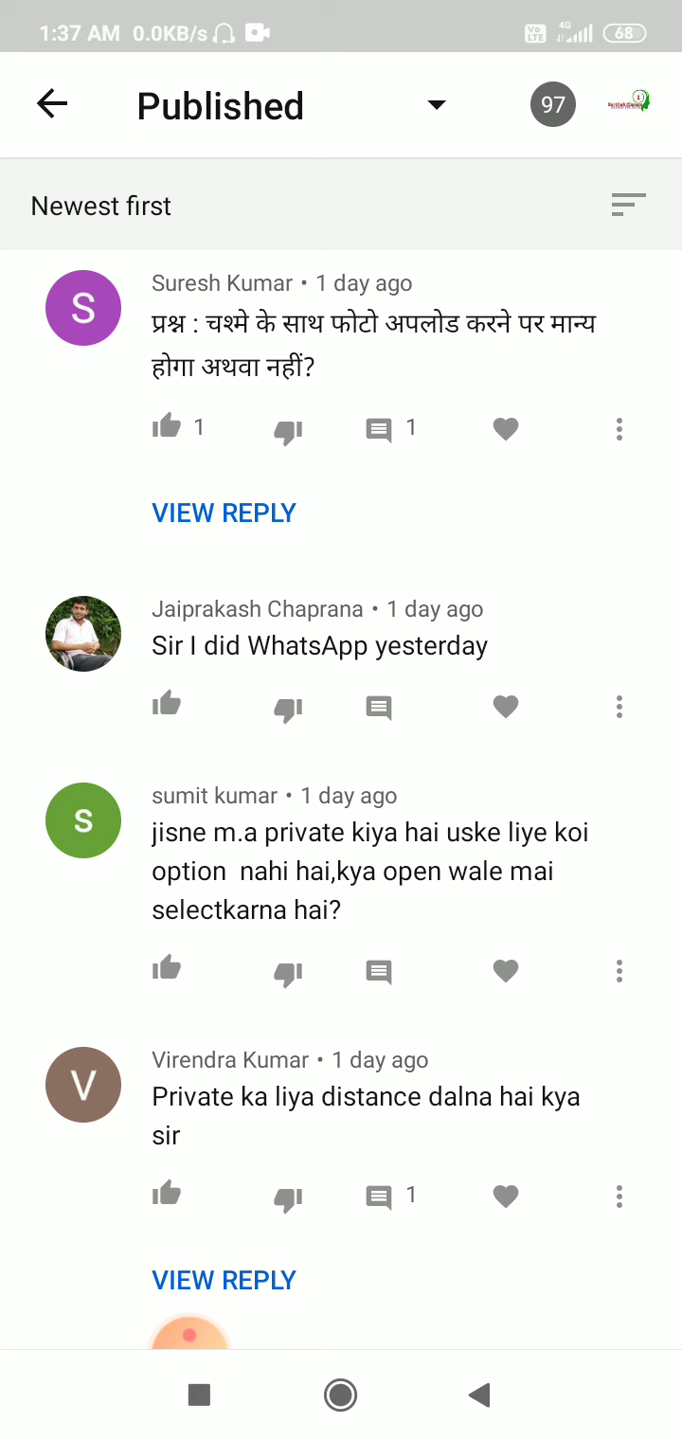 1:37 AM 0.0KB/s
Vo LTE 4G 68
Published
97
Newest first
S
Suresh Kumar • 1 day ago
प्रश्न : चश्मे के साथ फोटो अपलोड करने पर मान्य
होगा अथवा नहीं?
1 1
VIEW REPLY
Jaiprakash Chaprana • 1 day ago
Sir I did WhatsApp yesterday
s
sumit kumar • 1 day ago
jisne m.a private kiya hai uske liye koi
option nahi hai,kya open wale mai
selectkarna hai?
V
Virendra Kumar • 1 day ago
Private ka liya distance dalna hai kya
sir
1
VIEW REPLY